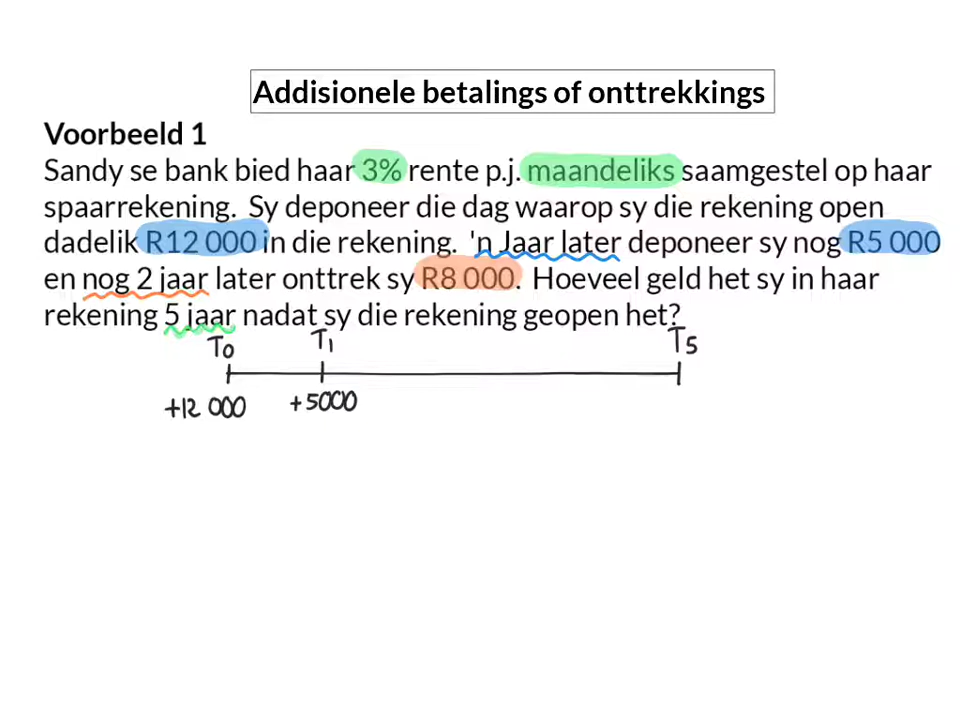 Addisionele betalings of onttrekkings
Voorbeeld 1
Sandy se bank bied haar 3% rente p.j. maandeliks saamgestel op haar
spaarrekening. Sy deponeer die dag waarop sy die rekening open
dadelik R12 000 in die rekening. 'n Jaar later deponeer sy nog R5 000
en nog 2 jaar later onttrek sy R8 000. Hoeveel geld het sy in haar
rekening 5 jaar nadat sy die rekening geopen het?
T0 T1 T5
+12 000 +5000